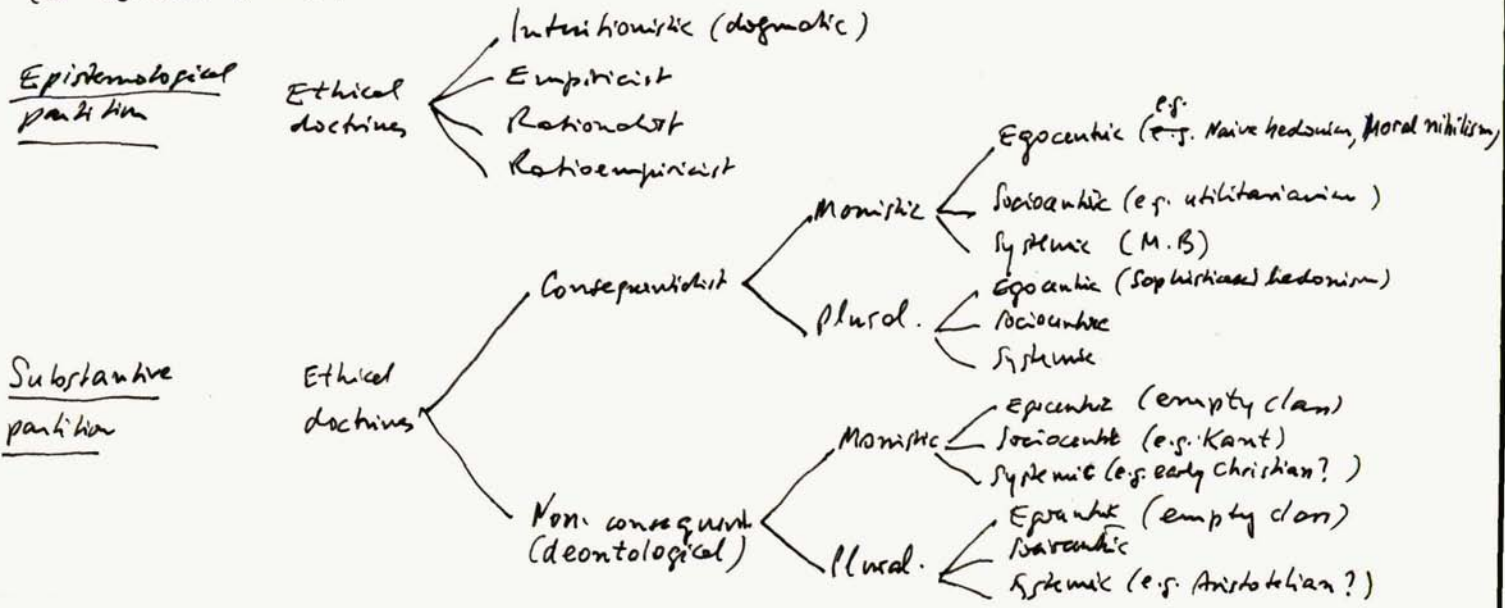 Epistemological
partition
Ethical
doctrines
Intuitionistic (dogmatic)
Empiricist
Rationalist
Ratioempiricist
Substantive
partition
Ethical
doctrines
Consequentialist
Monistic
e.g.
Egocentric (e.g. Naive hedonism, Moral nihilism)
Sociocentric (e.g. utilitarianism)
Systemic (M.B)
Plural.
Egocentric (Sophisticated hedonism)
Sociocentric
Systemic
Non-consequent.
(deontological)
Monistic
Egocentric (empty class)
Sociocentric (e.g. Kant)
Systemic (e.g. early Christian?)
Plural.
Egocentric (empty class)
Sociocentric
Systemic (e.g. Aristotelian?)